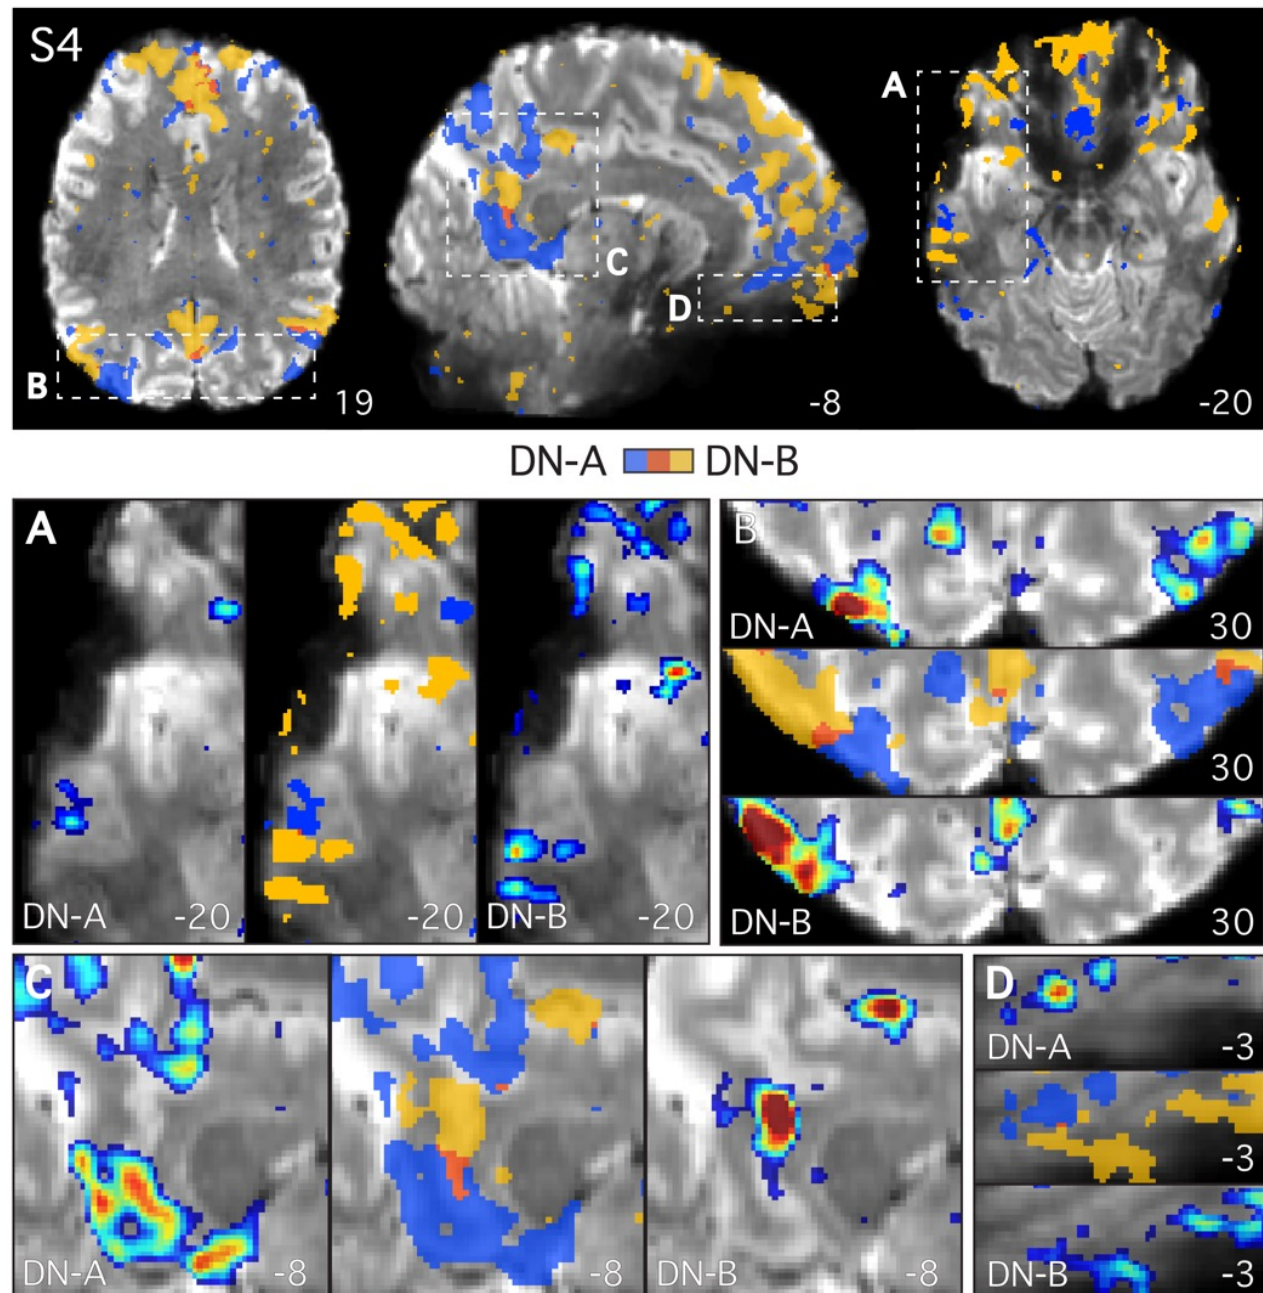 S4
A
B
C
D
19
-8
-20
DN-A DN-B
A
DN-A -20
-20
DN-B -20
B
DN-A 30
30
DN-B 30
C
DN-A -8
-8
DN-B -8
D
DN-A -3
-3
DN-B -3